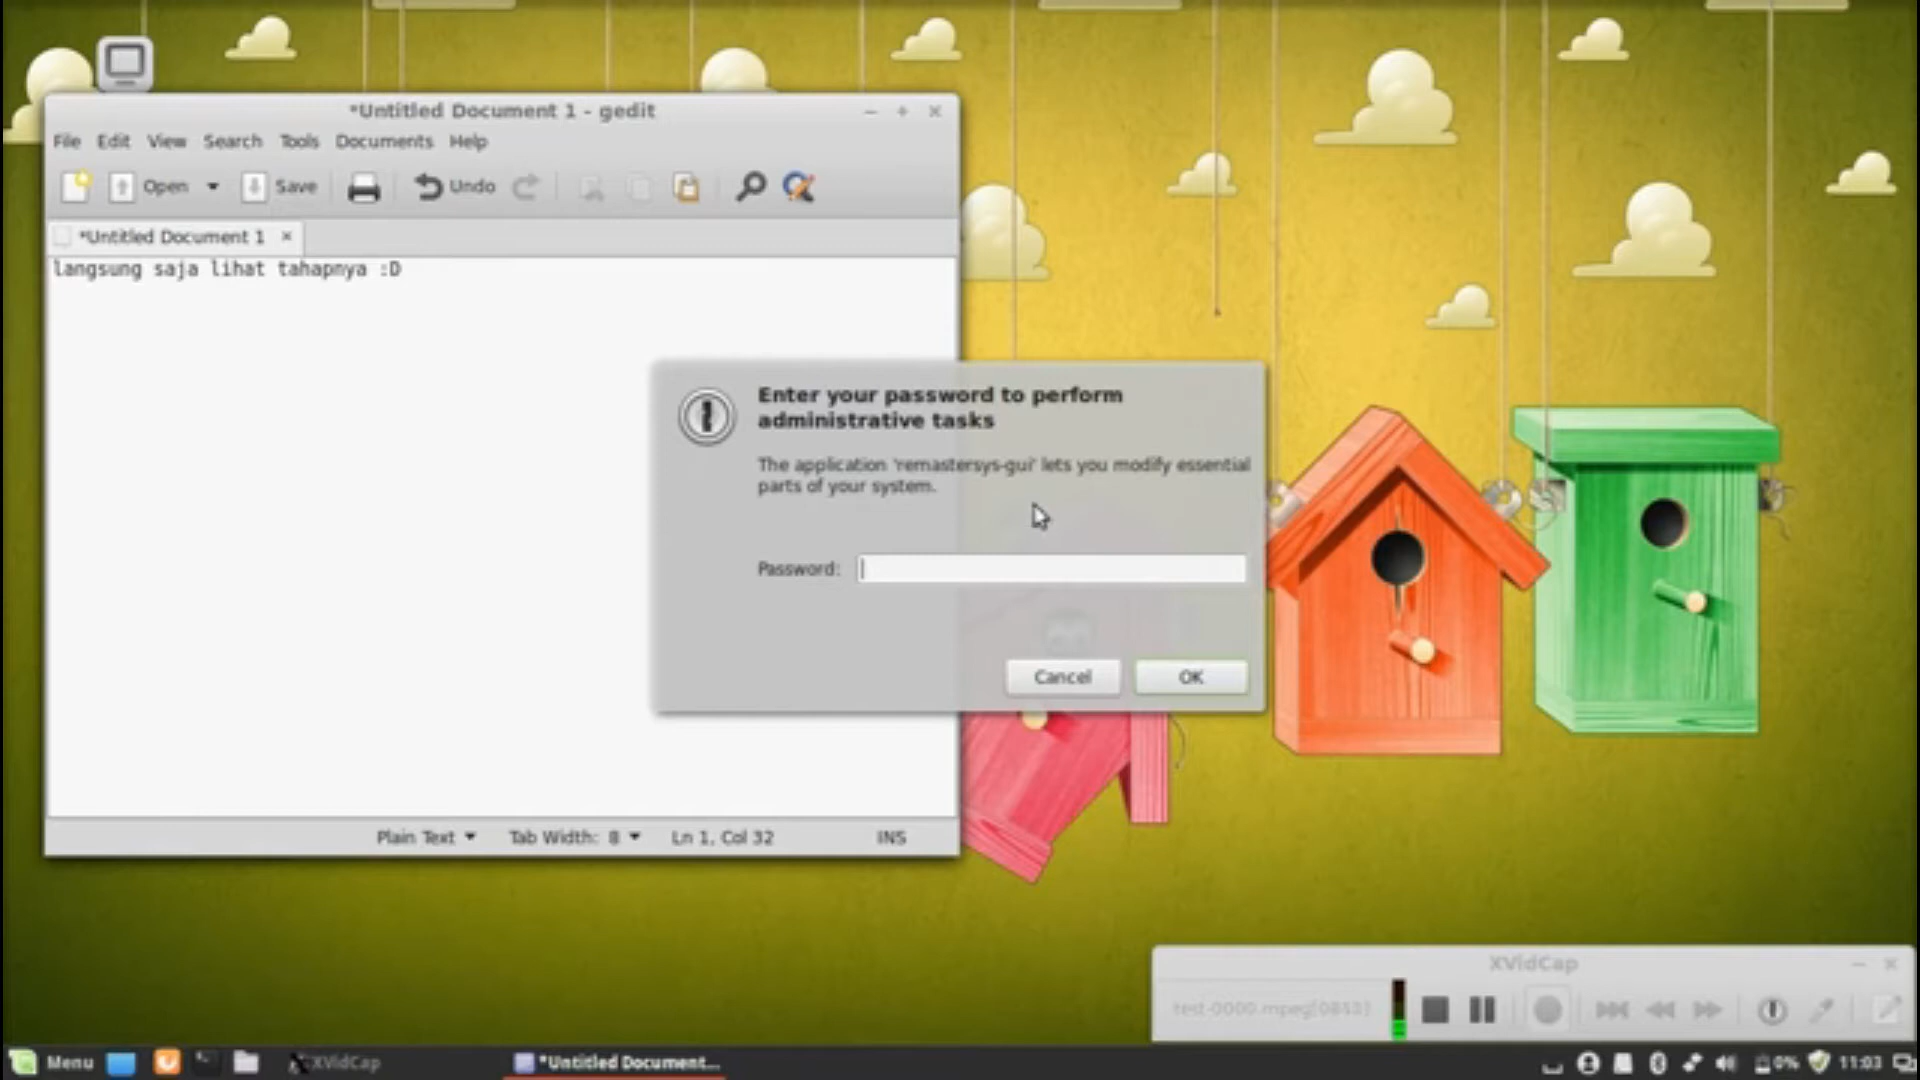 *Untitled Document 1 - gedit
File Edit View Search Tools Documents Help
Open Save Undo
*Untitled Document 1
langsung saja lihat tahapnya :D
Enter your password to perform
administrative tasks
The application 'remastersys-gui' lets you modify essential
parts of your system.
Password:
Cancel OK
Plain Text Tab Width: 8 Ln 1, Col 32 INS
XVidCap
Menu XVidCap *Untitled Document... 0% 11:03